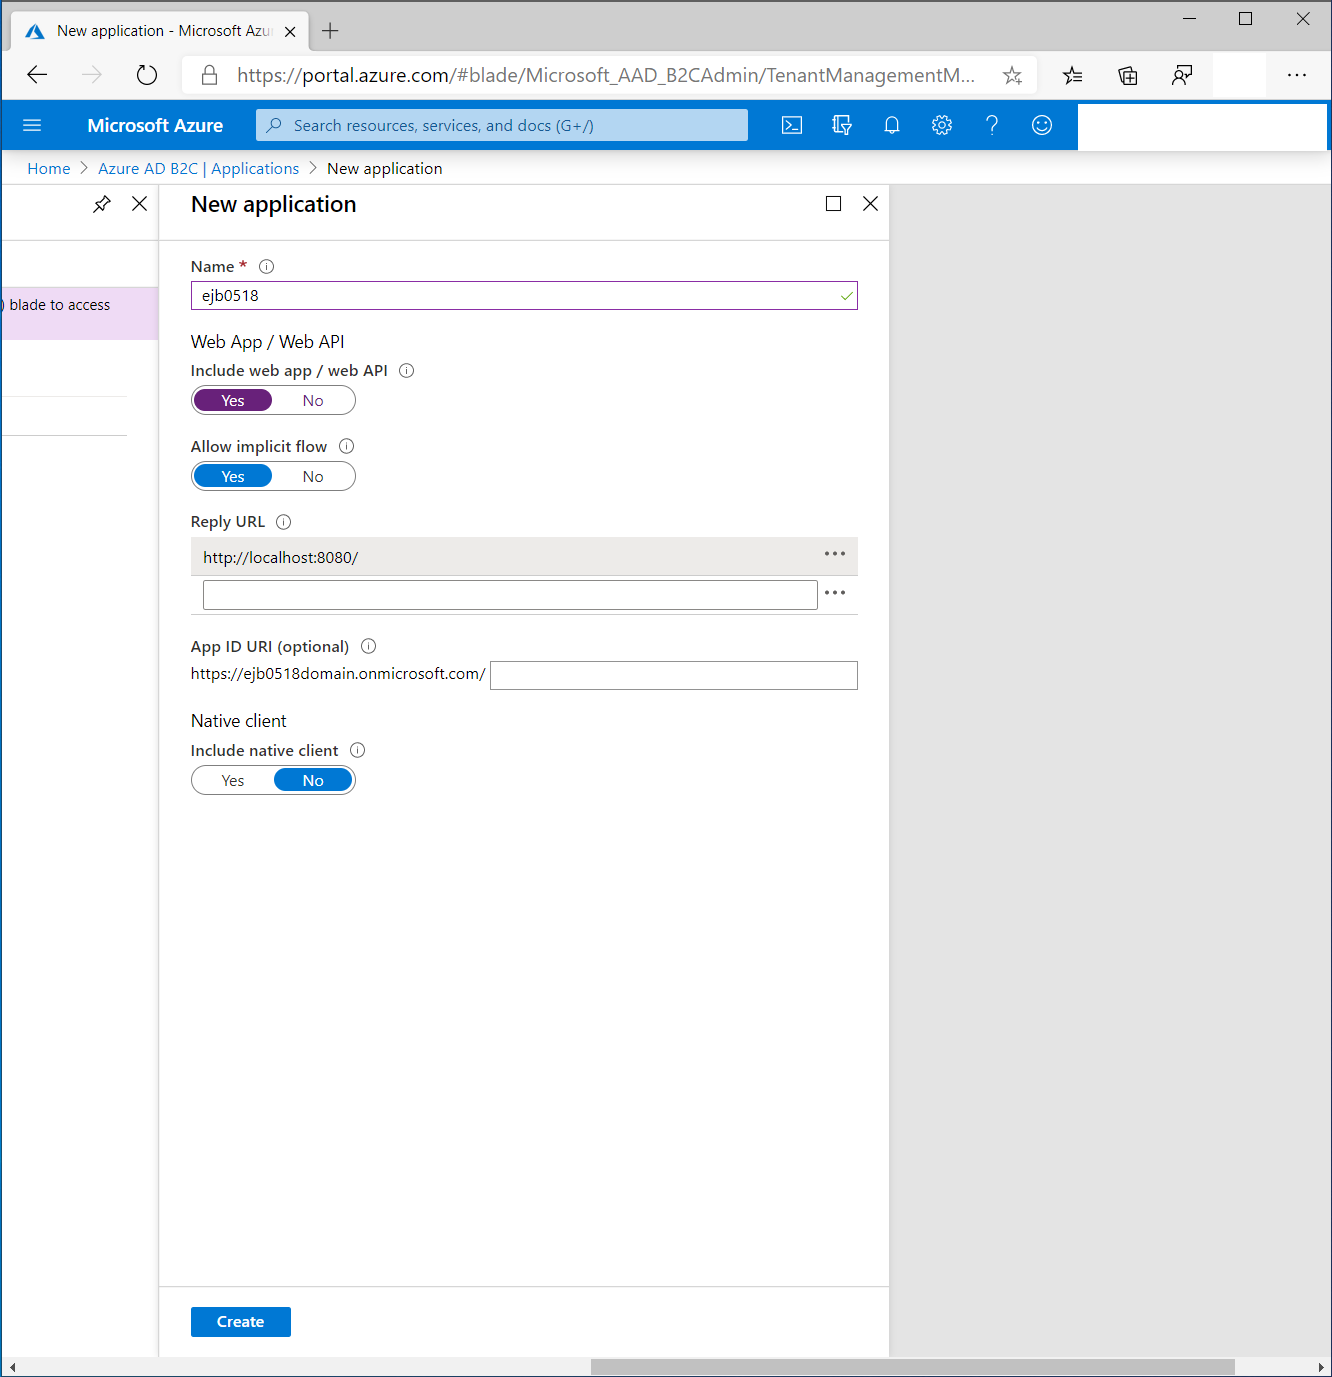 New application - Microsoft Azu
https://portal.azure.com/#blade/Microsoft_AAD_B2CAdmin/TenantManagementM...
Microsoft Azure
Search resources, services, and docs (G+/)
Home > Azure AD B2C | Applications > New application
New application
) blade to access
Name *
ejb0518
Web App / Web API
Include web app / web API
Yes No
Allow implicit flow
Yes No
Reply URL
http://localhost:8080/
App ID URI (optional)
https://ejb0518domain.onmicrosoft.com/
Native client
Include native client
Yes No
Create